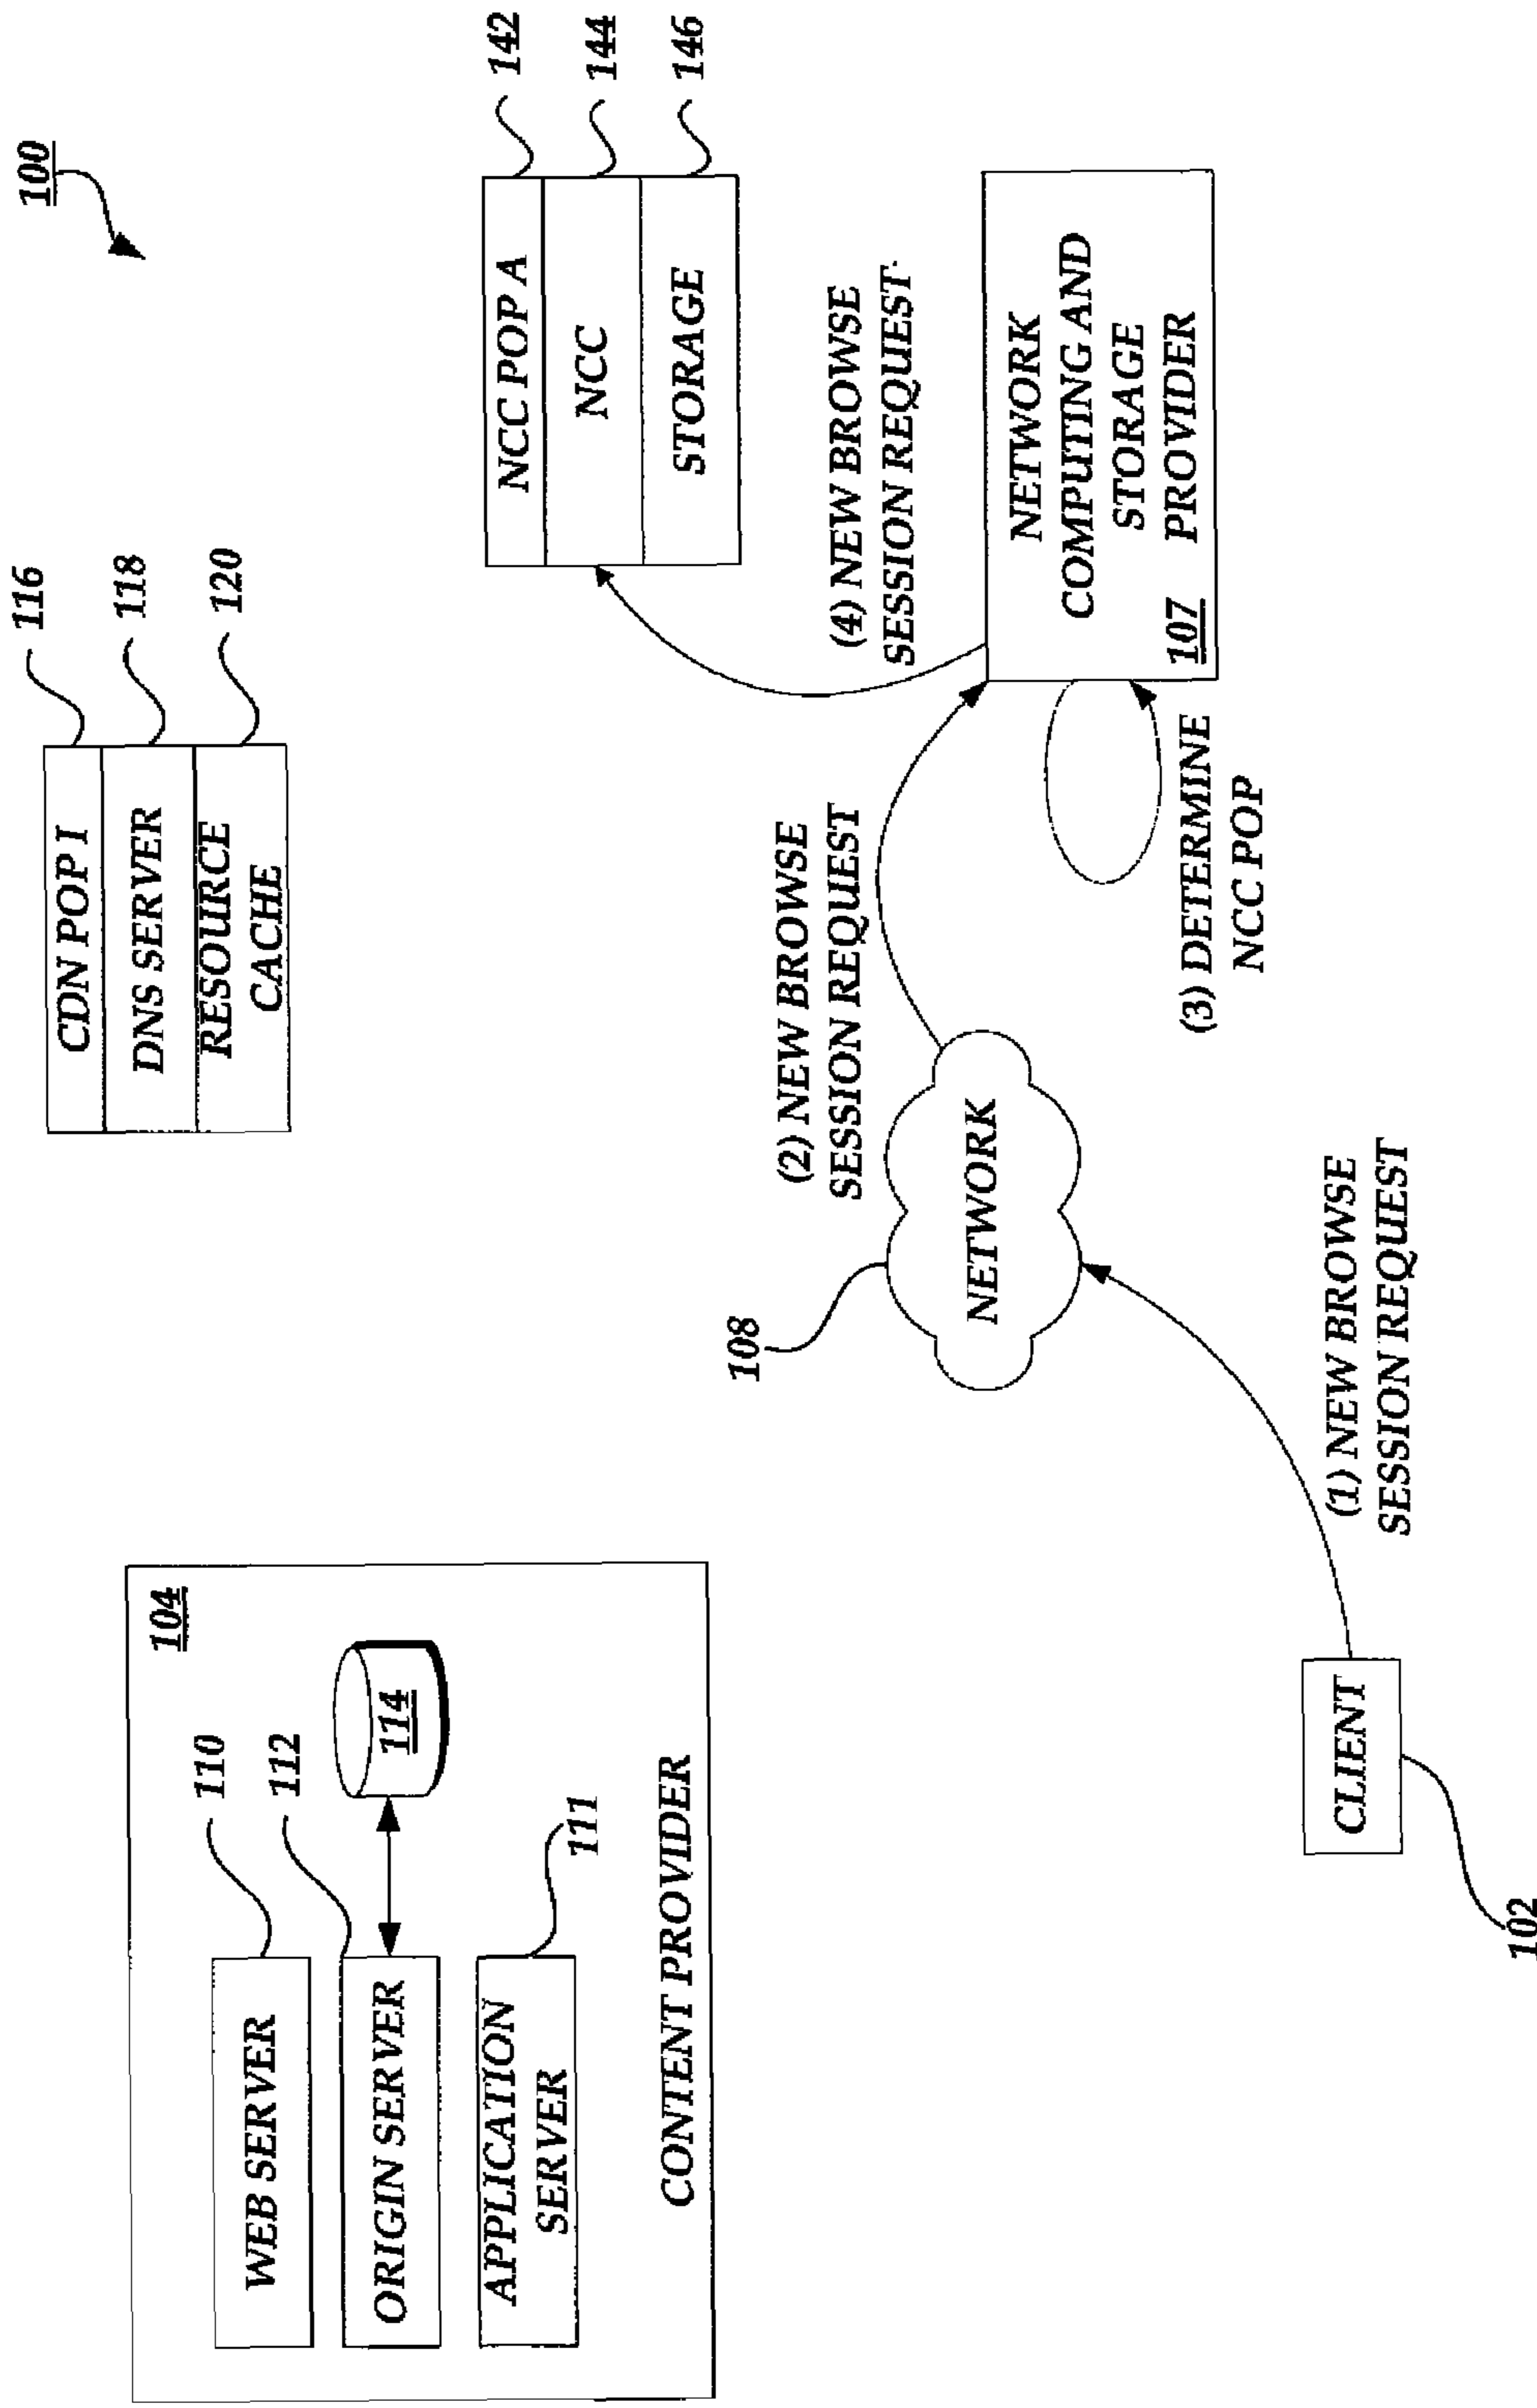 100
104
WEB SERVER
110
ORIGIN SERVER
112
114
APPLICATION
SERVER
111
CONTENT PROVIDER
CDN POP I
116
DNS SERVER
118
RESOURCE
CACHE
120
NCC POP A
142
NCC
144
STORAGE
146
108
NETWORK
(2) NEW BROWSE
SESSION REQUEST
(4) NEW BROWSE
SESSION REQUEST
NETWORK
COMPUTING AND
STORAGE
107 PROVIDER
(3) DETERMINE
NCC POP
(1) NEW BROWSE
SESSION REQUEST
CLIENT
102